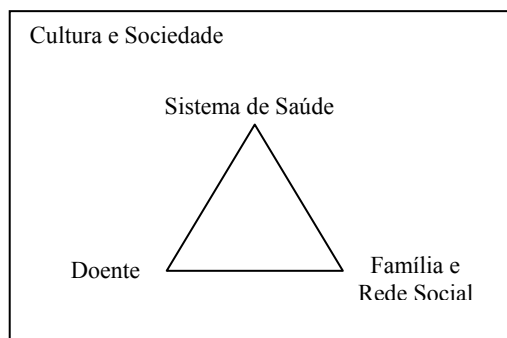 Cultura e Sociedade
Sistema de Saúde
Doente
Família e
Rede Social